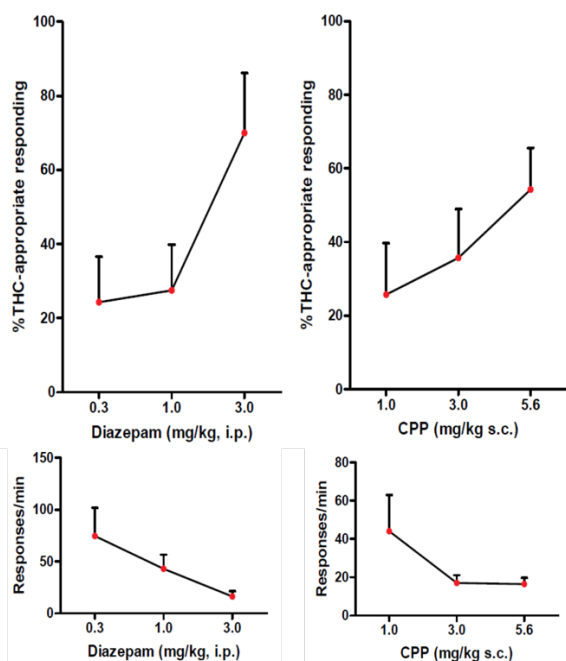 %THC-appropriate responding
100
80
60
40
20
0
0.3 1.0 3.0
Diazepam (mg/kg, i.p.)
%THC-appropriate responding
100
80
60
40
20
0
1.0 3.0 5.6
CPP (mg/kg s.c.)
Responses/min
150
100
50
0
0.3 1.0 3.0
Diazepam (mg/kg, i.p.)
Responses/min
80
60
40
20
0
1.0 3.0 5.6
CPP (mg/kg s.c.)